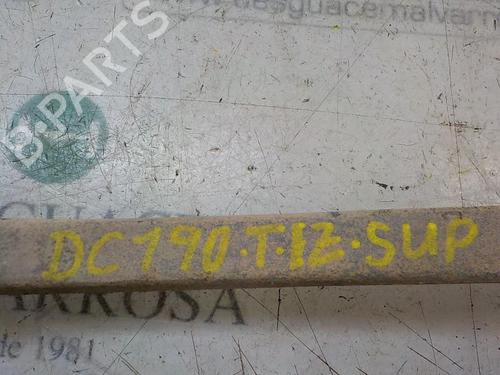 desguacemalvarr
B-PARTS
DC190.T.IZ.SUP
ARROSA
de 1981